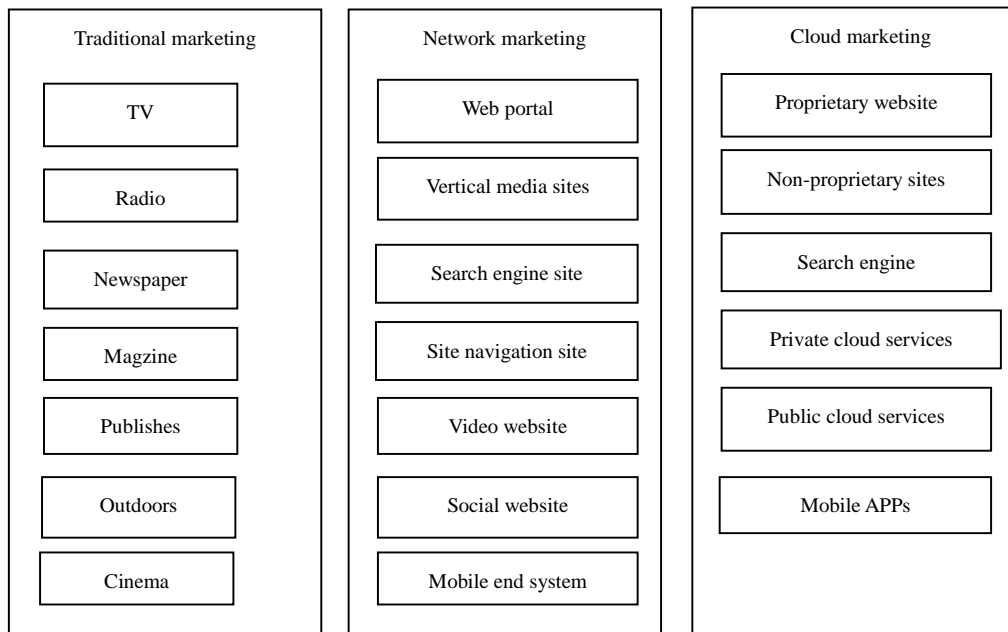 Traditional marketing
TV
Radio
Newspaper
Magzine
Publishes
Outdoors
Cinema
Network marketing
Web portal
Vertical media sites
Search engine site
Site navigation site
Video website
Social website
Mobile end system
Cloud marketing
Proprietary website
Non-proprietary sites
Search engine
Private cloud services
Public cloud services
Mobile APPs